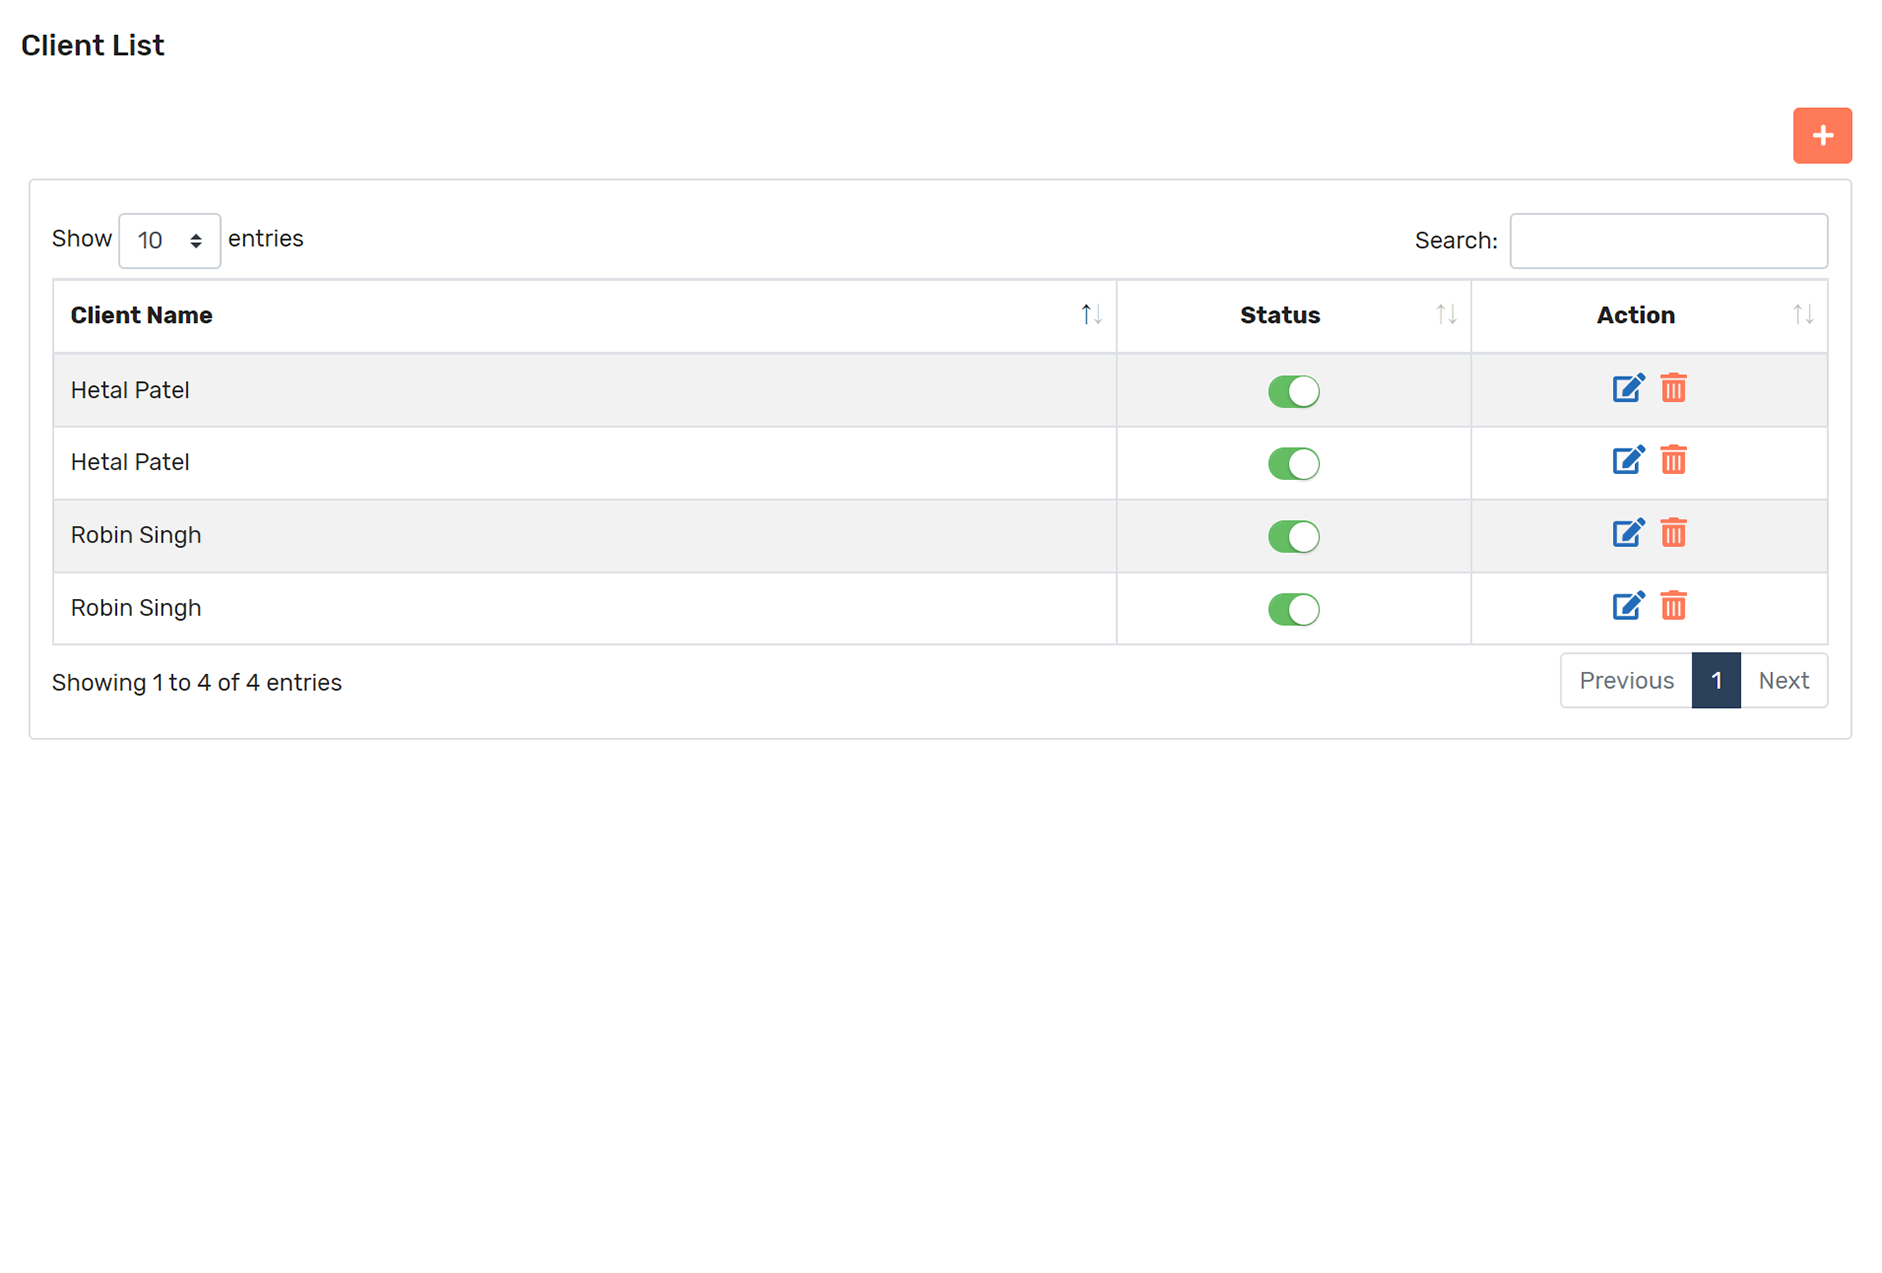 Client List
+
Show 10 entries Search:
Client Name Status Action
Hetal Patel
Hetal Patel
Robin Singh
Robin Singh
Showing 1 to 4 of 4 entries Previous 1 Next